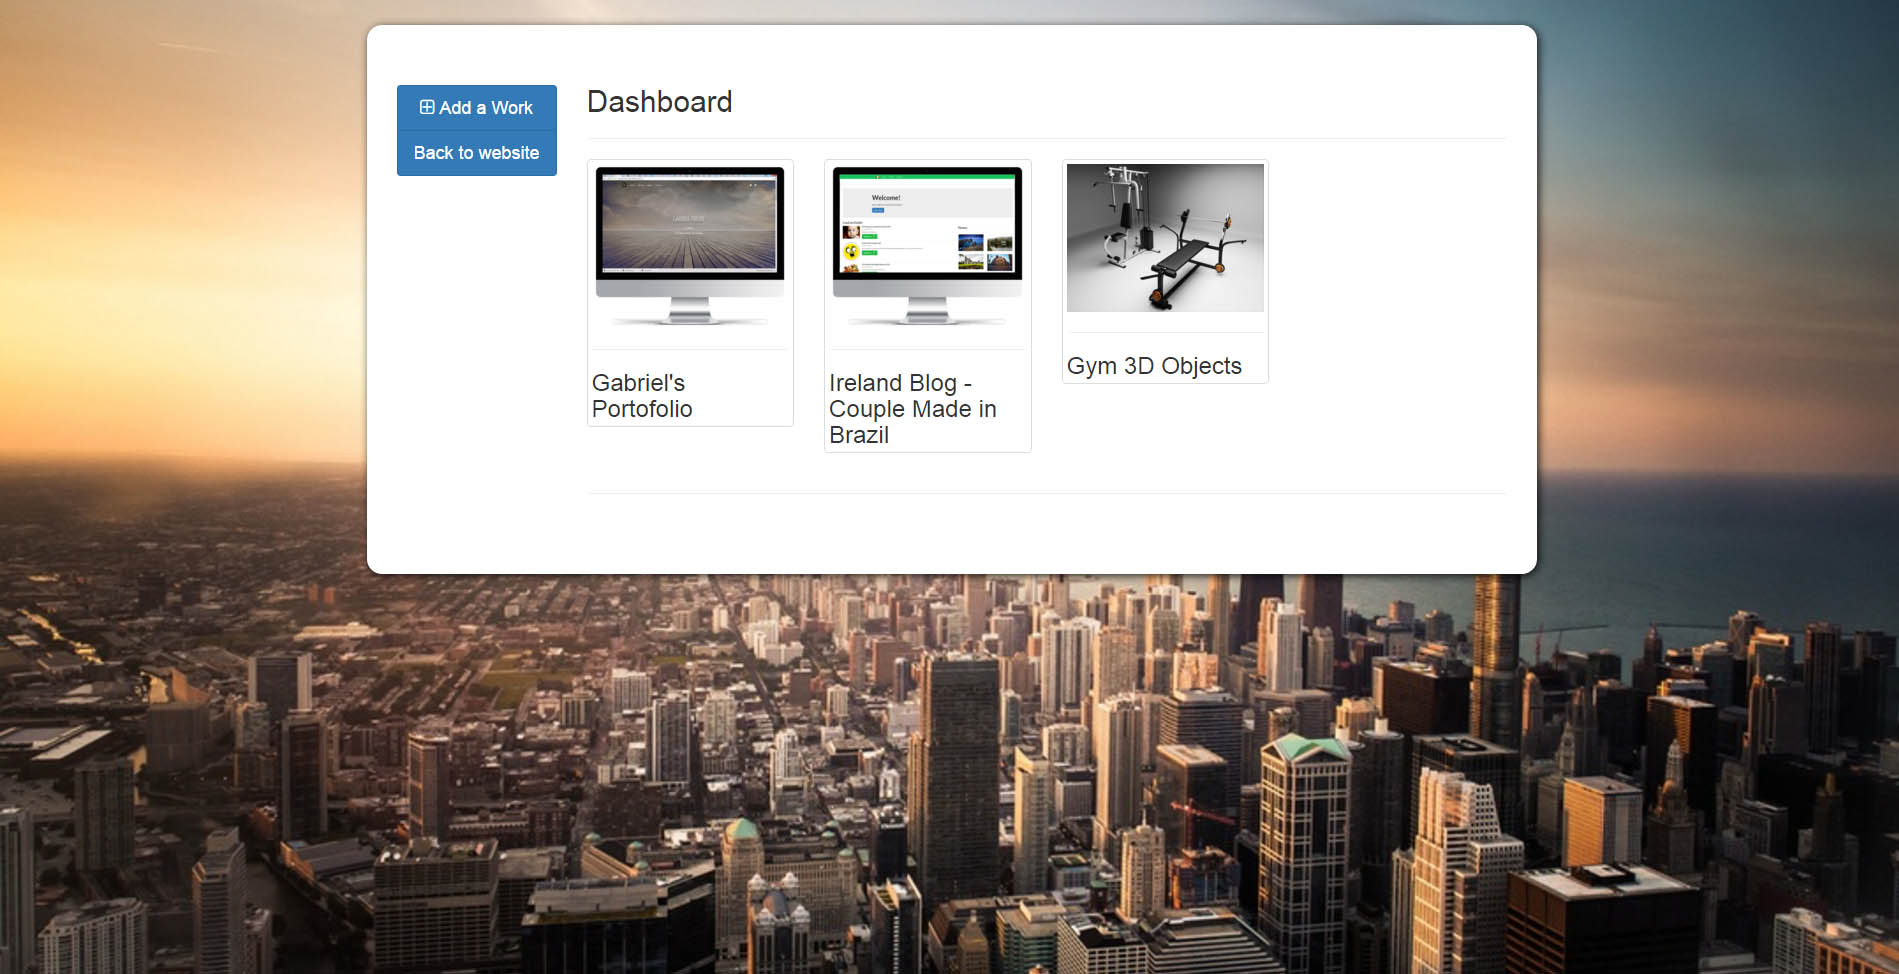 Add a Work
Back to website
Dashboard
Welcome!
Gabriel's
Portofolio
Ireland Blog -
Couple Made in
Brazil
Gym 3D Objects